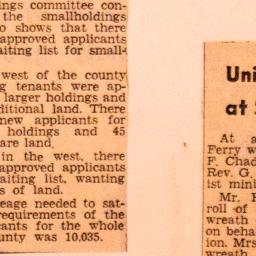 ings committee con-
the smallholdings
o shows that there
approved applicants
aiting list for small-
west of the county
g tenants were ap-
larger holdings and
ditional land. There
new applicants for
holdings and 45
are land.
in the west, there
approved applicants
aiting list, wanting
s of land.
eage needed to sat-
requirements of the
cants for the whole
unty was 10,035.
Uni
at
At a
Ferry w
F. Chad
Rev. G.
ist mini
Mr. F
roll of
wreath
on beha
ion. Mrs
wreath